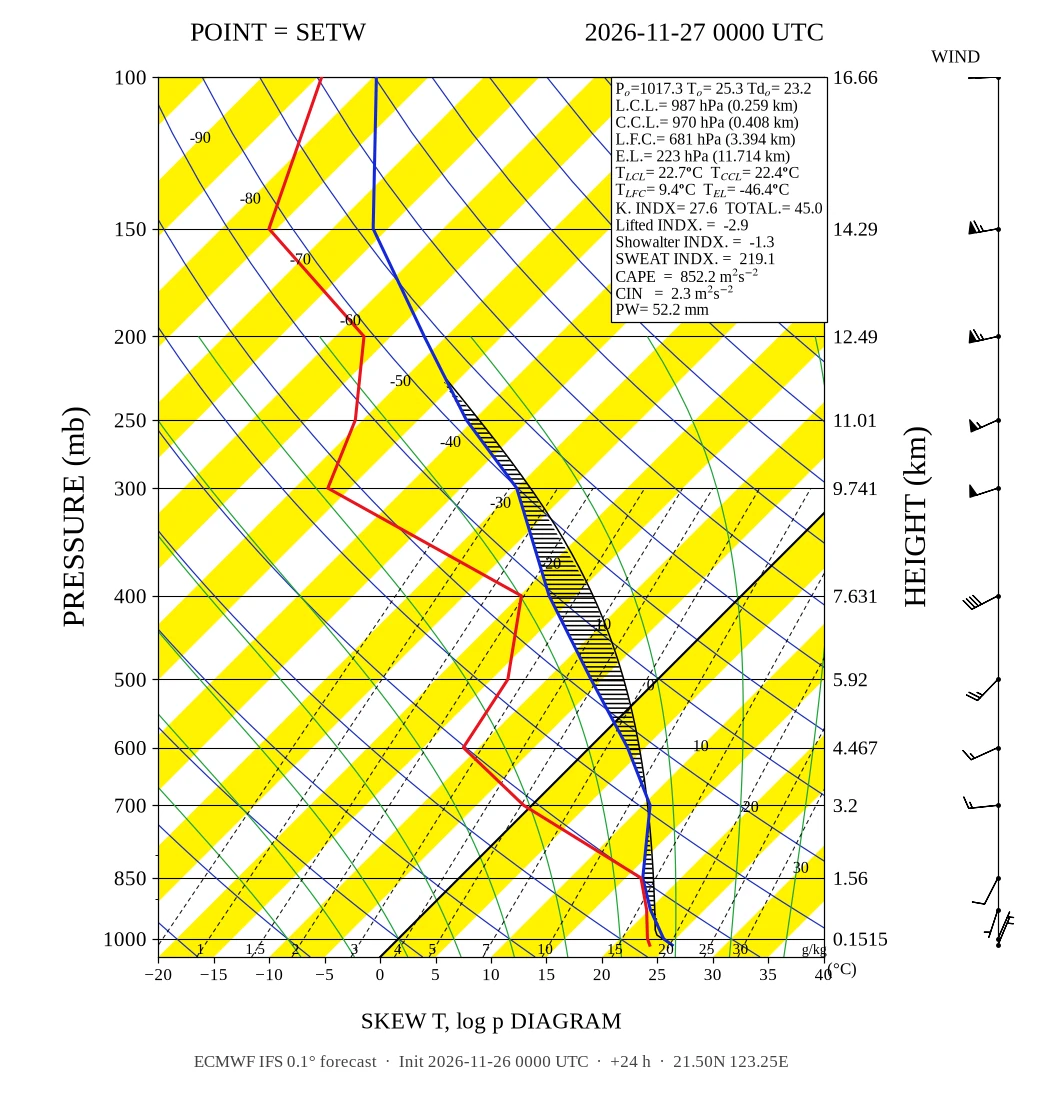 POINT = SETW
2026-11-27 0000 UTC
WIND
100
16.66
Pₒ=1017.3 Tₒ= 25.3 Tdₒ= 23.2
L.C.L.= 987 hPa (0.259 km)
C.C.L.= 970 hPa (0.408 km)
L.F.C.= 681 hPa (3.394 km)
E.L.= 223 hPa (11.714 km)
T_LCL= 22.7°C T_CCL= 22.4°C
T_LFC= 9.4°C T_EL= -46.4°C
K. INDX= 27.6 TOTAL.= 45.0
Lifted INDX. = -2.9
Showalter INDX. = -1.3
SWEAT INDX. = 219.1
CAPE = 852.2 m²s⁻²
CIN = 2.3 m²s⁻²
PW= 52.2 mm
-90
-80
150
14.29
-70
-60
200
12.49
-50
250
11.01
-40
300
9.741
-30
-20
400
7.631
-10
500
5.92
0
600
4.467
10
700
3.2
20
850
1.56
30
1000
0.1515
1 1.5 2 3 4 5 7 10 15 20 25 30 g/kg
−20 −15 −10 −5 0 5 10 15 20 25 30 35 40
(°C)
PRESSURE (mb)
HEIGHT (km)
SKEW T, log p DIAGRAM
ECMWF IFS 0.1° forecast · Init 2026-11-26 0000 UTC · +24 h · 21.50N 123.25E